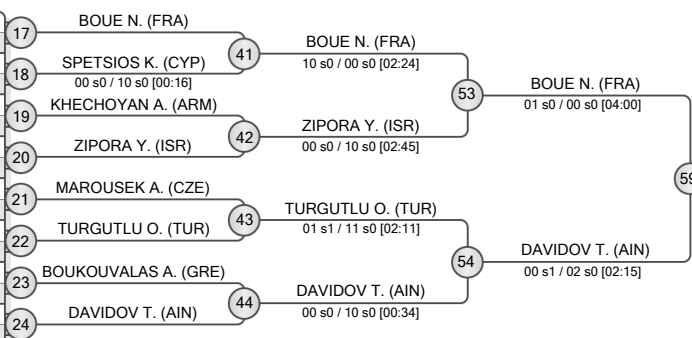 17
BOUE N. (FRA)
18
SPETSIOS K. (CYP)
00 s0 / 10 s0 [00:16]
41
BOUE N. (FRA)
10 s0 / 00 s0 [02:24]
19
KHECHOYAN A. (ARM)
20
ZIPORA Y. (ISR)
42
ZIPORA Y. (ISR)
00 s0 / 10 s0 [02:45]
53
BOUE N. (FRA)
01 s0 / 00 s0 [04:00]
21
MAROUSEK A. (CZE)
22
TURGUTLU O. (TUR)
43
TURGUTLU O. (TUR)
01 s1 / 11 s0 [02:11]
23
BOUKOUVALAS A. (GRE)
24
DAVIDOV T. (AIN)
44
DAVIDOV T. (AIN)
00 s0 / 10 s0 [00:34]
54
DAVIDOV T. (AIN)
00 s1 / 02 s0 [02:15]
59